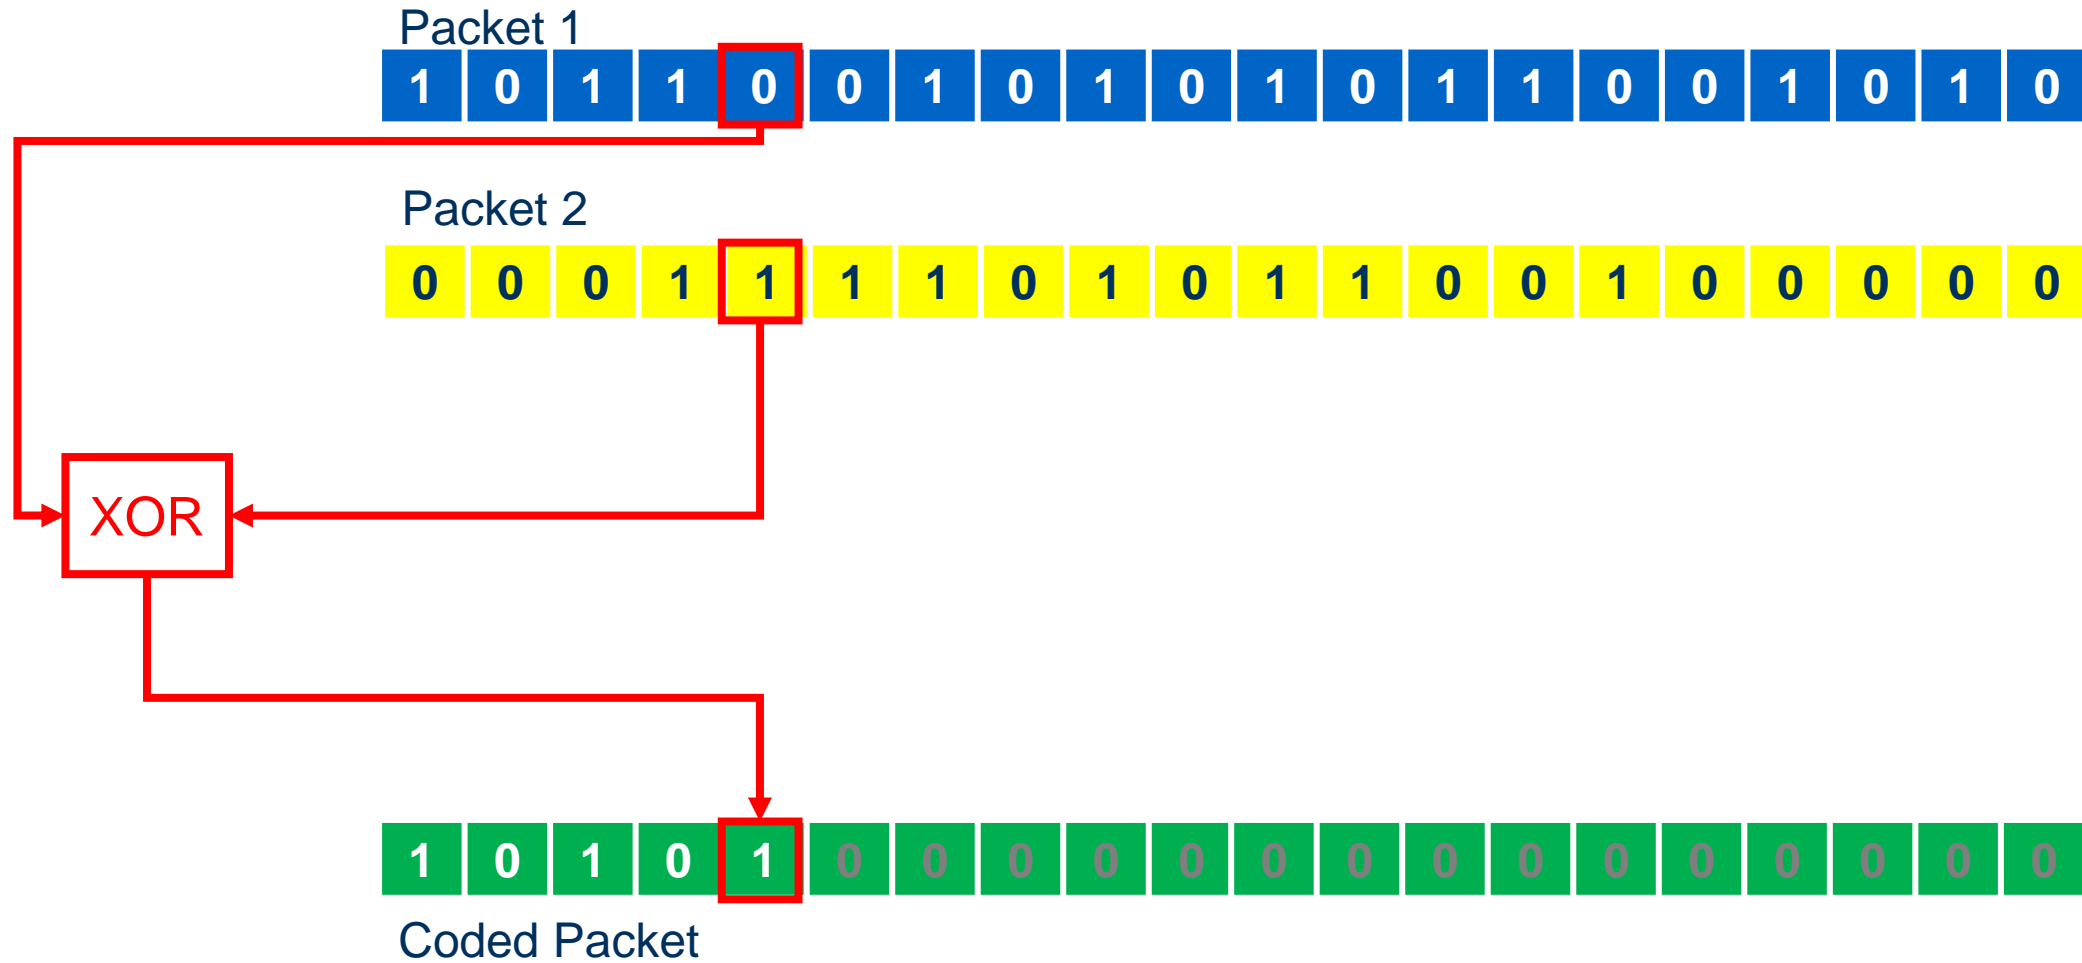 Packet 1
1 0 1 1 0 0 1 0 1 0 1 0 1 1 0 0 1 0 1 0
Packet 2
0 0 0 1 1 1 1 0 1 0 1 1 0 0 1 0 0 0 0 0
XOR
1 0 1 0 1 0 0 0 0 0 0 0 0 0 0 0 0 0 0 0
Coded Packet